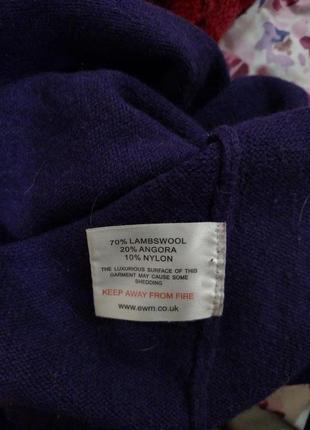 70% LAMBSWOOL
20% ANGORA
10% NYLON
THE LUXURIOUS SURFACE OF THIS
GARMENT MAY CAUSE SOME
SHEDDING
KEEP AWAY FROM FIRE
www.ewm.co.uk